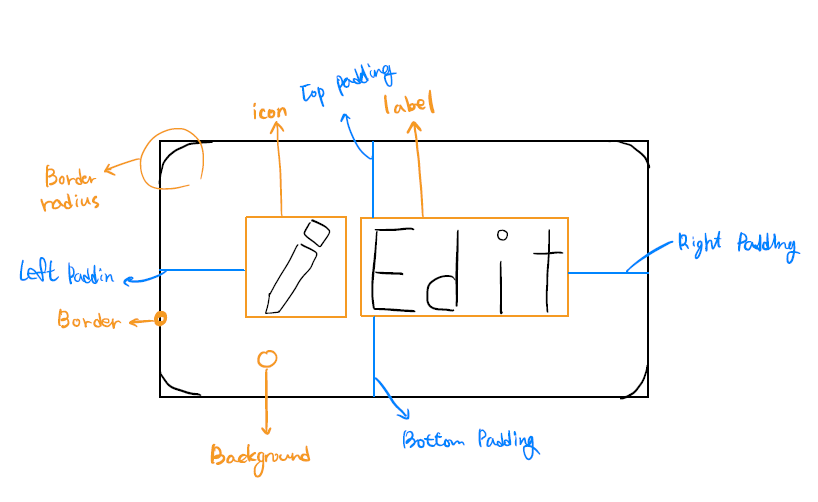 Top Padding
icon
label
Border
radius
Edit
Right Padding
Left Paddin
Border
Bottom Padding
Background